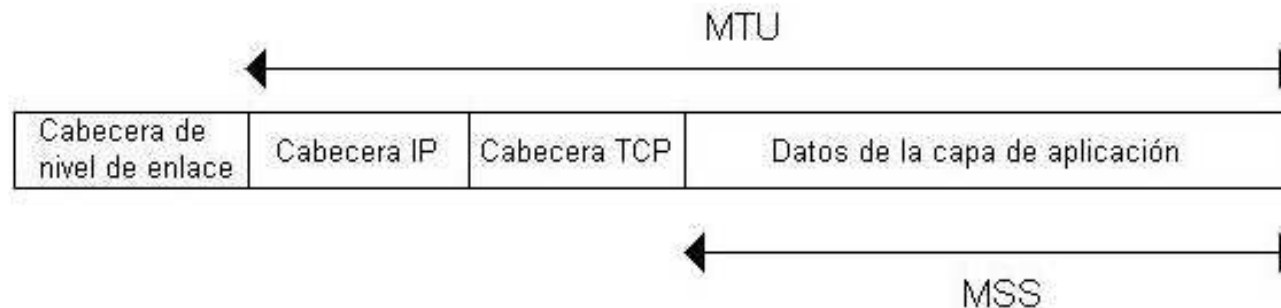 MTU
Cabecera de
nivel de enlace
Cabecera IP
Cabecera TCP
Datos de la capa de aplicación
MSS